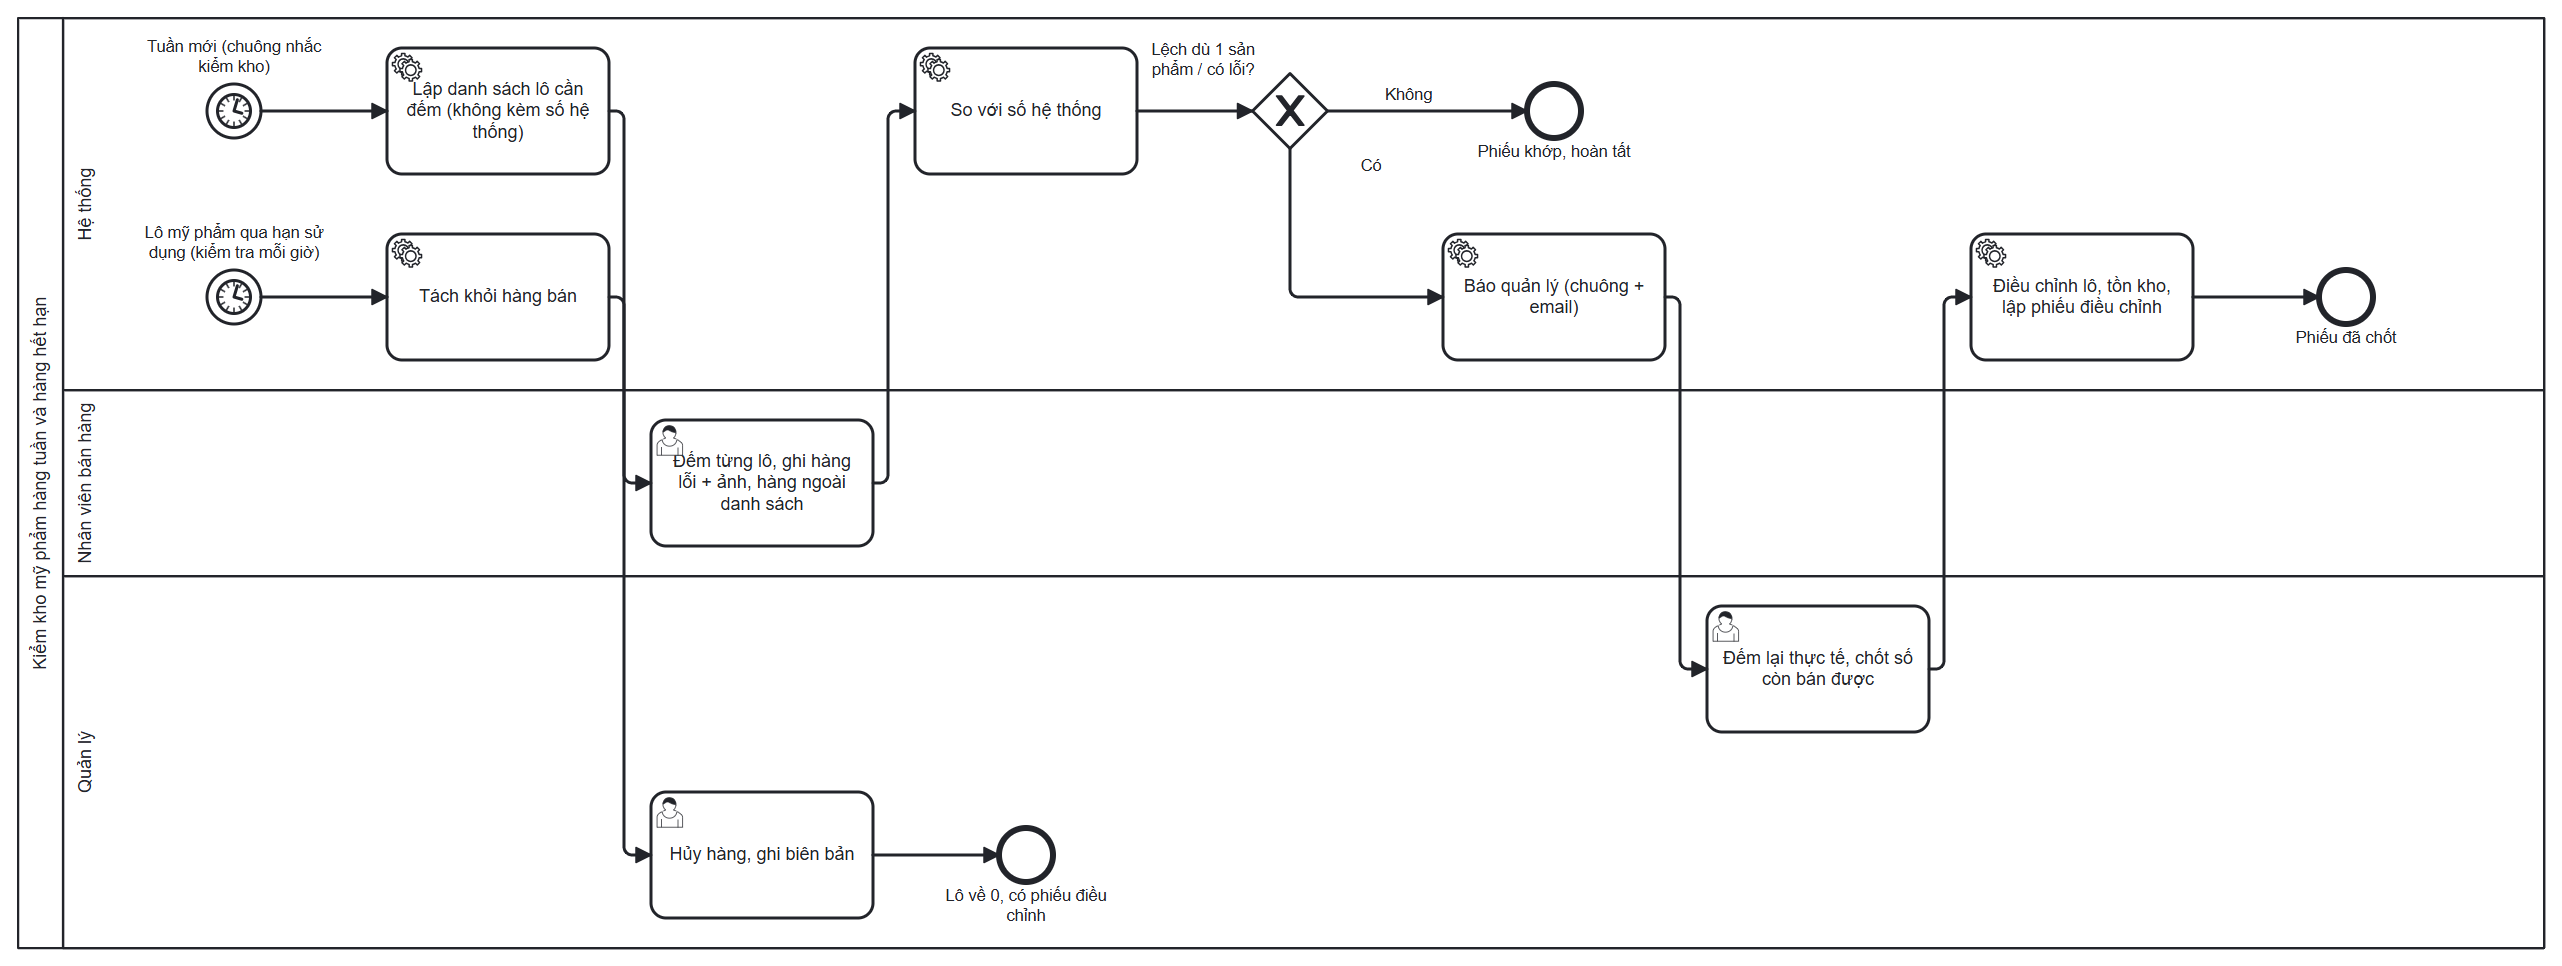 Kiểm kho mỹ phẩm hàng tuần và hàng hết hạn
Hệ thống
Tuần mới (chuông nhắc
kiểm kho)
Lập danh sách lô cần
đếm (không kèm số hệ
thống)
So với số hệ thống
Lệch dù 1 sản
phẩm / có lỗi?
Không
Phiếu khớp, hoàn tất
Có
Lô mỹ phẩm qua hạn sử
dụng (kiểm tra mỗi giờ)
Tách khỏi hàng bán
Báo quản lý (chuông +
email)
Điều chỉnh lô, tồn kho,
lập phiếu điều chỉnh
Phiếu đã chốt
Nhân viên bán hàng
Đếm từng lô, ghi hàng
lỗi + ảnh, hàng ngoài
danh sách
Quản lý
Đếm lại thực tế, chốt số
còn bán được
Hủy hàng, ghi biên bản
Lô về 0, có phiếu điều
chỉnh